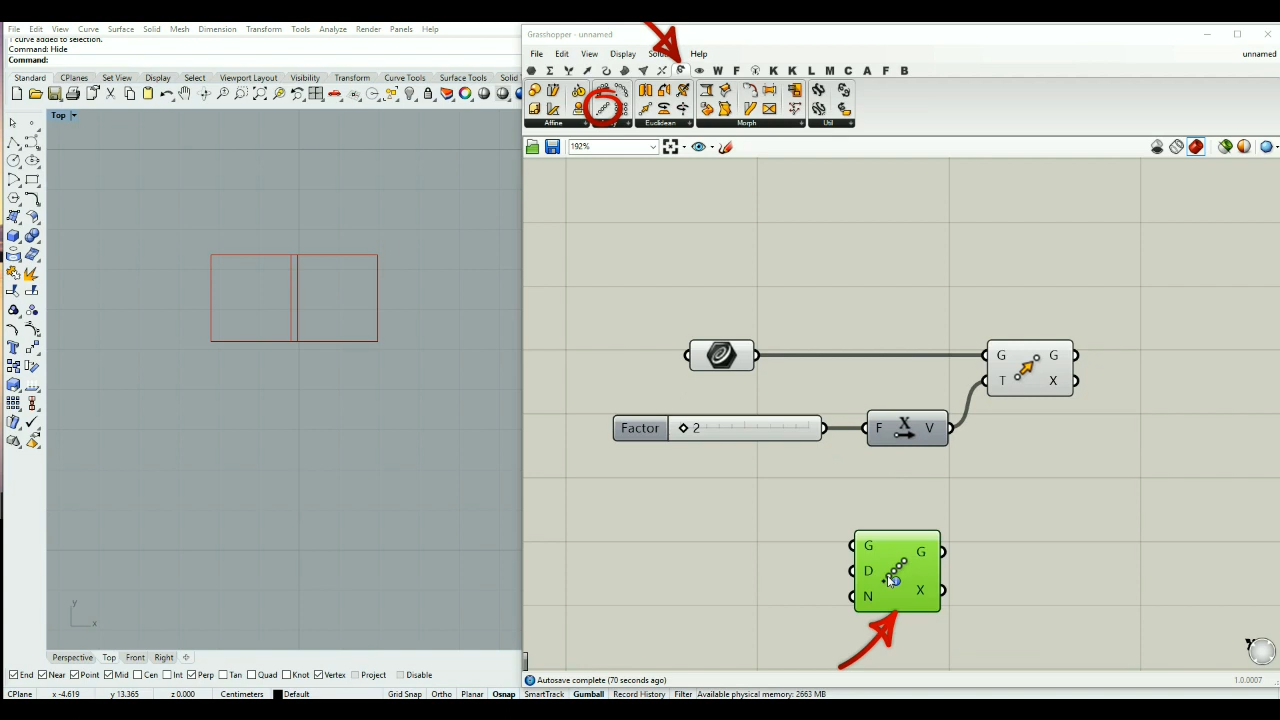 File Edit View Curve Surface Solid Mesh Dimension Transform Tools Analyze Render Panels Help
1 curve added to selection.
Command: Hide
Command:
Standard CPlanes Set View Display Select Viewport Layout Visibility Transform Curve Tools Surface Tools Solid
Top
y
x
Perspective Top Front Right
End Near Point Mid Cen Int Perp Tan Quad Knot Vertex Project Disable
CPlane x -4.619 y 13.365 z 0.000 Centimeters Default Grid Snap Ortho Planar Osnap SmartTrack Gumball Record History Filter Available physical memory: 2663 MB
Grasshopper - unnamed
File Edit View Display Help
unnamed
W F K K L M C A F B
Affine Euclidean Morph Util
192%
G G
T X
Factor 2
F X V
G G
D
N X
Autosave complete (70 seconds ago)
1.0.0007